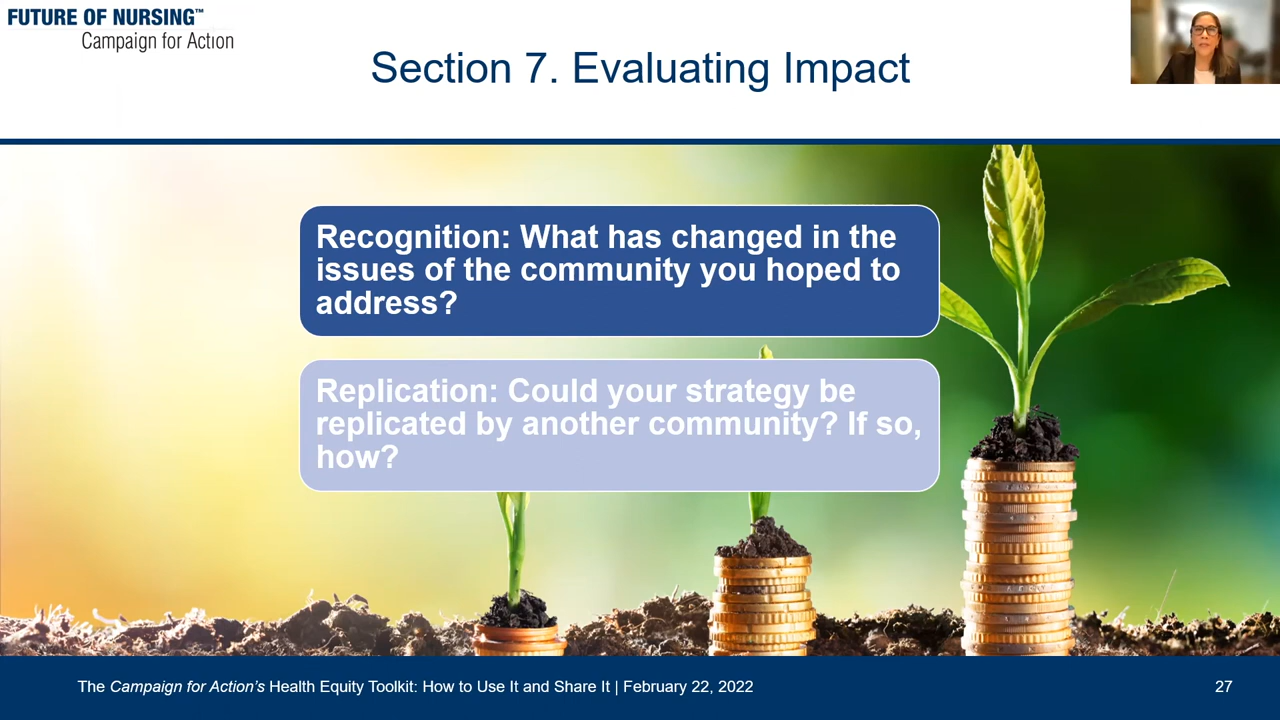 FUTURE OF NURSING™
Campaign for Action
Section 7. Evaluating Impact
Recognition: What has changed in the
issues of the community you hoped to
address?
Replication: Could your strategy be
replicated by another community? If so,
how?
The Campaign for Action's Health Equity Toolkit: How to Use It and Share It | February 22, 2022
27